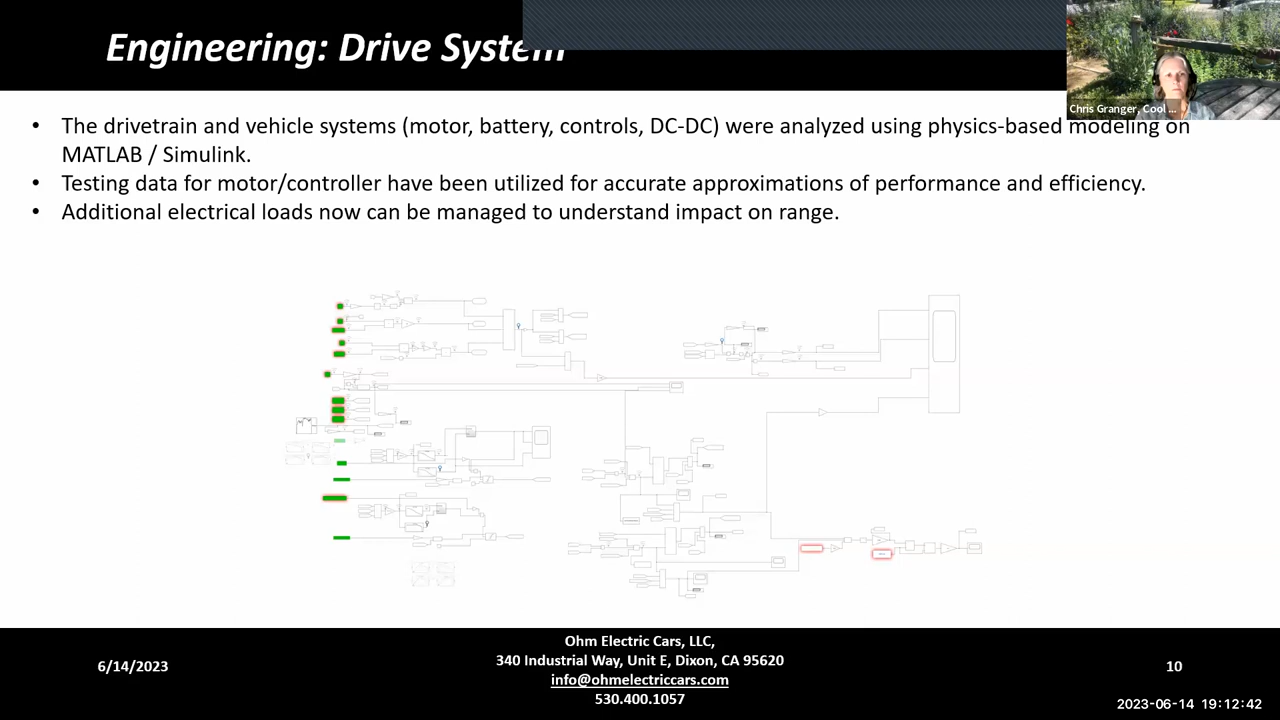 Engineering: Drive System
Chris Granger, Cool ...
• The drivetrain and vehicle systems (motor, battery, controls, DC-DC) were analyzed using physics-based modeling on
MATLAB / Simulink.
• Testing data for motor/controller have been utilized for accurate approximations of performance and efficiency.
• Additional electrical loads now can be managed to understand impact on range.
6/14/2023
Ohm Electric Cars, LLC,
340 Industrial Way, Unit E, Dixon, CA 95620
info@ohmelectriccars.com
530.400.1057
10
2023-06-14 19:12:42